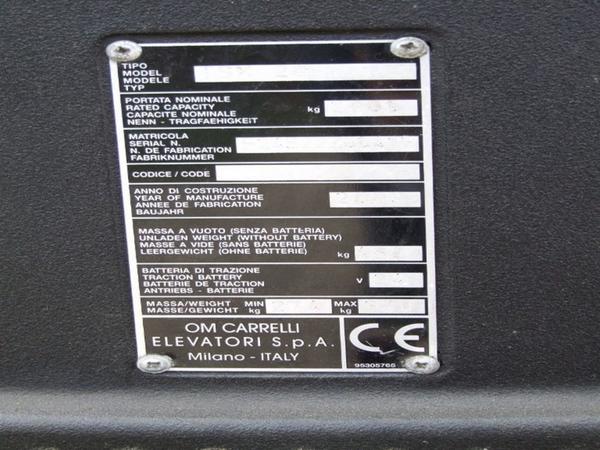 TIPO
MODEL
MODELE
TYP
PORTATA NOMINALE
RATED CAPACITY kg
CAPACITE NOMINALE
NENN - TRAGFAEHIGKEIT
MATRICOLA
SERIAL N.
N. DE FABRICATION
FABRIKNUMMER
CODICE / CODE
ANNO DI COSTRUZIONE
YEAR OF MANUFACTURE
ANNEE DE FABRICATION
BAUJAHR
MASSA A VUOTO (SENZA BATTERIA)
UNLADEN WEIGHT (WITHOUT BATTERY)
MASSE A VIDE (SANS BATTERIE)
LEERGEWICHT (OHNE BATTERIE) kg
BATTERIA DI TRAZIONE
TRACTION BATTERY V
BATTERIE DE TRACTION
ANTRIEBS - BATTERIE
MASSA/WEIGHT MIN MAX
MASSE/GEWICHT kg kg
OM CARRELLI
ELEVATORI S.p.A.
Milano - ITALY
CE
95305765